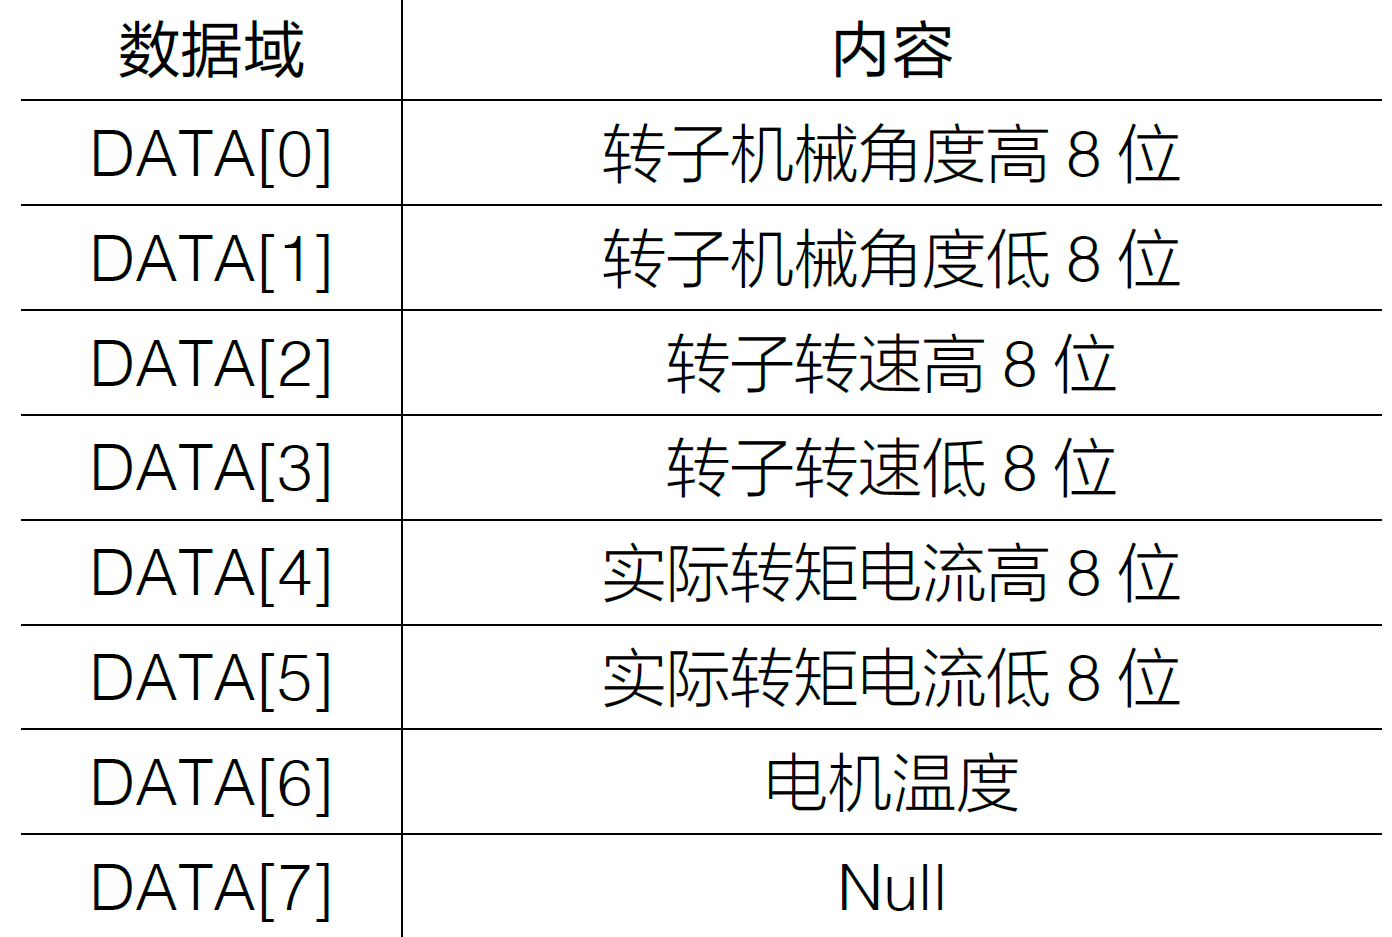 数据域 内容
DATA[0] 转子机械角度高 8 位
DATA[1] 转子机械角度低 8 位
DATA[2] 转子转速高 8 位
DATA[3] 转子转速低 8 位
DATA[4] 实际转矩电流高 8 位
DATA[5] 实际转矩电流低 8 位
DATA[6] 电机温度
DATA[7] Null